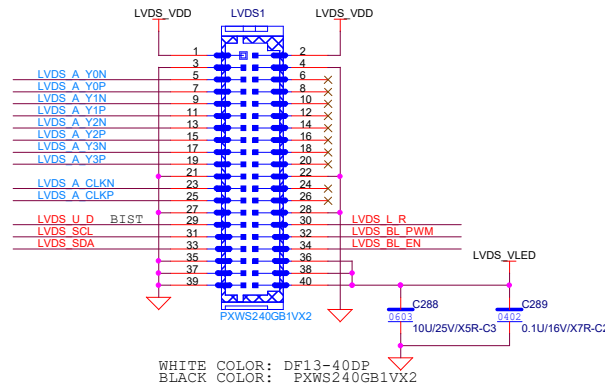 LVDS_VDD LVDS1 LVDS_VDD
1 2
3 4
LVDS_A_Y0N 5 6
LVDS_A_Y0P 7 8
LVDS_A_Y1N 9 10
LVDS_A_Y1P 11 12
LVDS_A_Y2N 13 14
LVDS_A_Y2P 15 16
LVDS_A_Y3N 17 18
LVDS_A_Y3P 19 20
21 22
LVDS_A_CLKN 23 24
LVDS_A_CLKP 25 26
27 28
LVDS_U_D BIST 29 30 LVDS_L_R
LVDS_SCL 31 32 LVDS_BL_PWM
LVDS_SDA 33 34 LVDS_BL_EN
35 36 LVDS_VLED
37 38
39 40
C288 C289
0603 0402
PXWS240GB1VX2 10U/25V/X5R-C3 0.1U/16V/X7R-C2
WHITE COLOR: DF13-40DP
BLACK COLOR: PXWS240GB1VX2